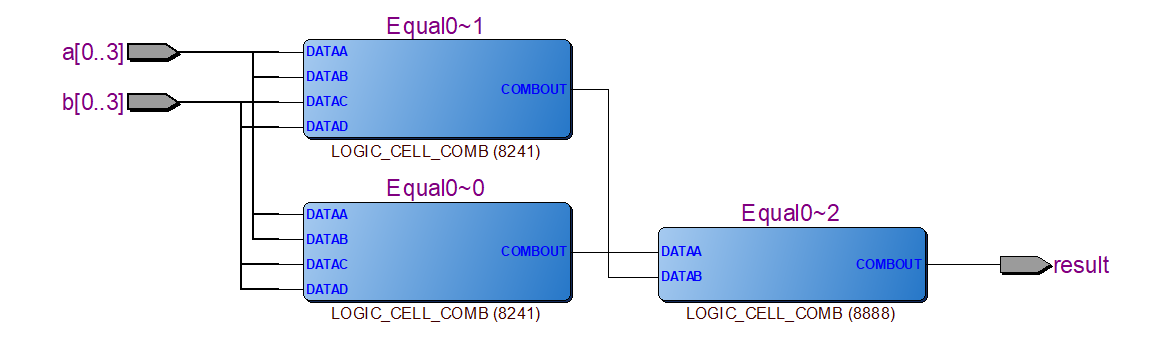 Equal0~1
a[0..3]
b[0..3]
DATAA
DATAB
DATAC
DATAD
COMBOUT
LOGIC_CELL_COMB (8241)
Equal0~0
DATAA
DATAB
DATAC
DATAD
COMBOUT
LOGIC_CELL_COMB (8241)
Equal0~2
DATAA
DATAB
COMBOUT
LOGIC_CELL_COMB (8888)
result